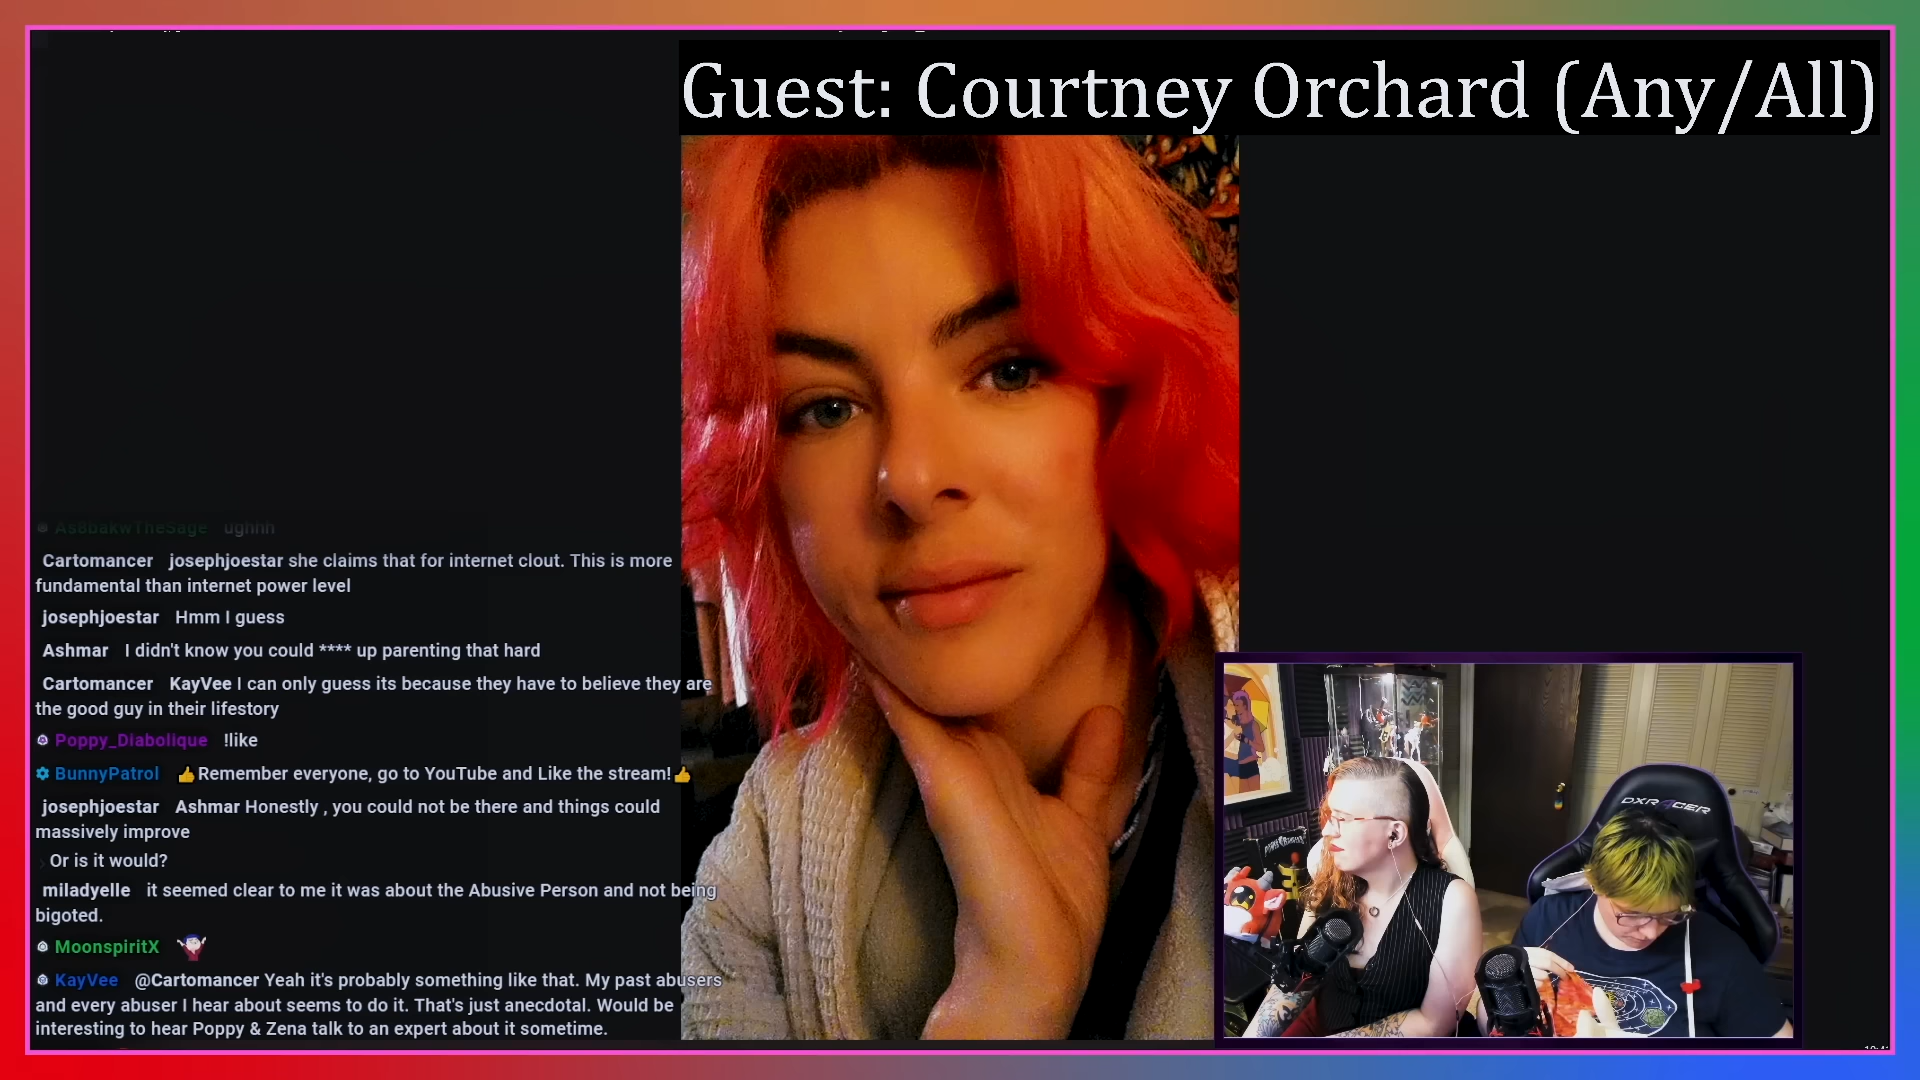 Guest: Courtney Orchard (Any/All)
As8bakwTheSage ughhh
Cartomancer josephjoestar she claims that for internet clout. This is more
fundamental than internet power level
josephjoestar Hmm I guess
Ashmar I didn't know you could **** up parenting that hard
Cartomancer KayVee I can only guess its because they have to believe they are
the good guy in their lifestory
Poppy_Diabolique !like
BunnyPatrol 👍Remember everyone, go to YouTube and Like the stream!👍
josephjoestar Ashmar Honestly , you could not be there and things could
massively improve
Or is it would?
miladyelle it seemed clear to me it was about the Abusive Person and not being
bigoted.
MoonspiritX
KayVee @Cartomancer Yeah it's probably something like that. My past abusers
and every abuser I hear about seems to do it. That's just anecdotal. Would be
interesting to hear Poppy & Zena talk to an expert about it sometime.
DXRACER